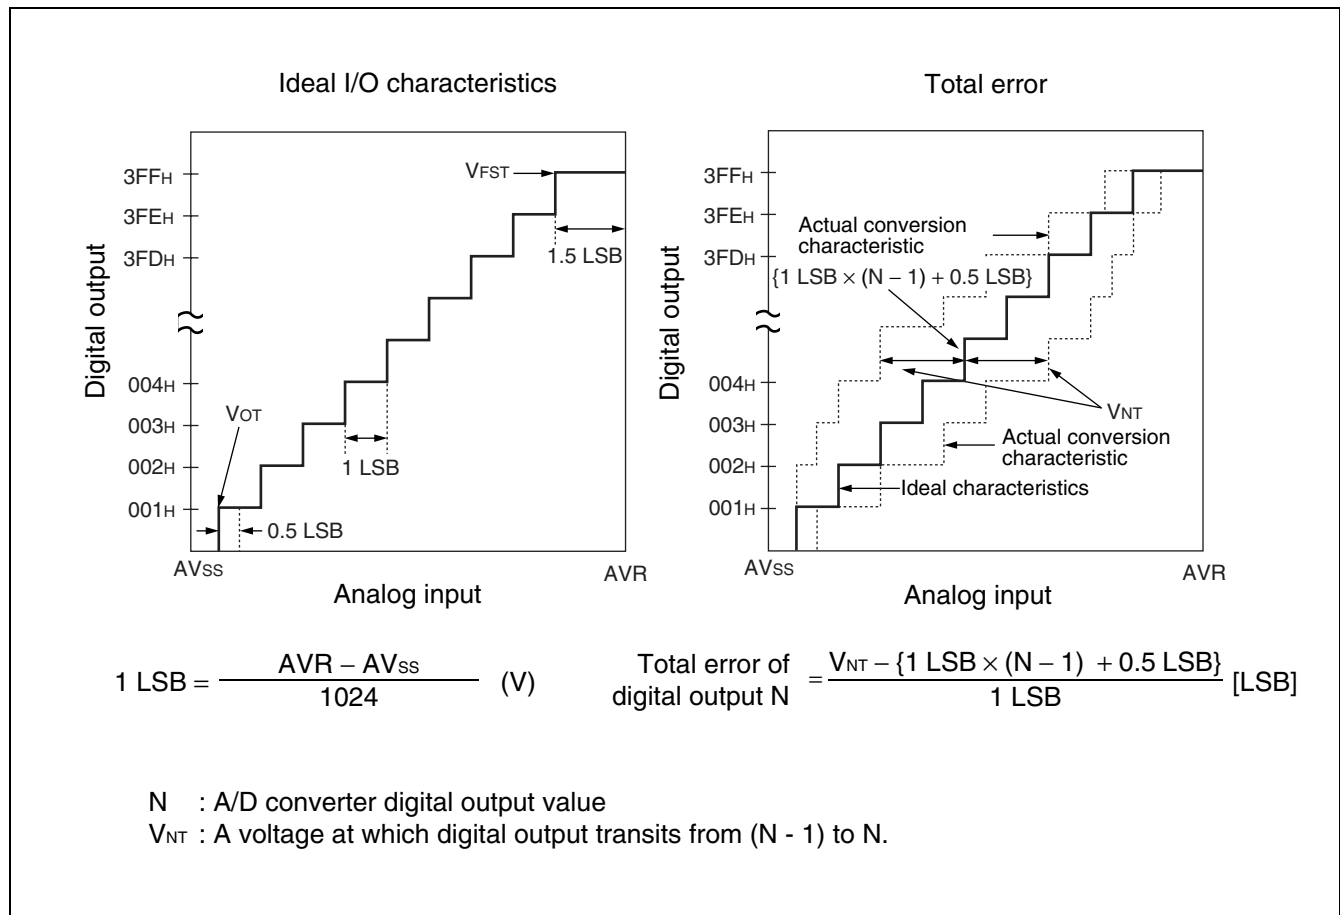 Ideal I/O characteristics
Digital output
3FFH
3FEH
3FDH
004H
003H
002H
001H
VFST
1.5 LSB
VOT
1 LSB
0.5 LSB
AVSS
AVR
Analog input
Total error
Digital output
3FFH
3FEH
3FDH
004H
003H
002H
001H
Actual conversion
characteristic
{1 LSB × (N − 1) + 0.5 LSB}
VNT
Actual conversion
characteristic
Ideal characteristics
AVSS
AVR
Analog input
1 LSB = AVR − AVSS / 1024 (V)
Total error of
digital output N = VNT − {1 LSB × (N − 1) + 0.5 LSB} / 1 LSB [LSB]
N : A/D converter digital output value
VNT : A voltage at which digital output transits from (N - 1) to N.